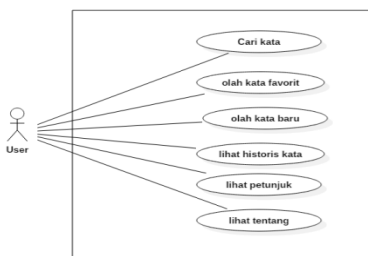 Cari kata
olah kata favorit
olah kata baru
User
lihat historis kata
lihat petunjuk
lihat tentang